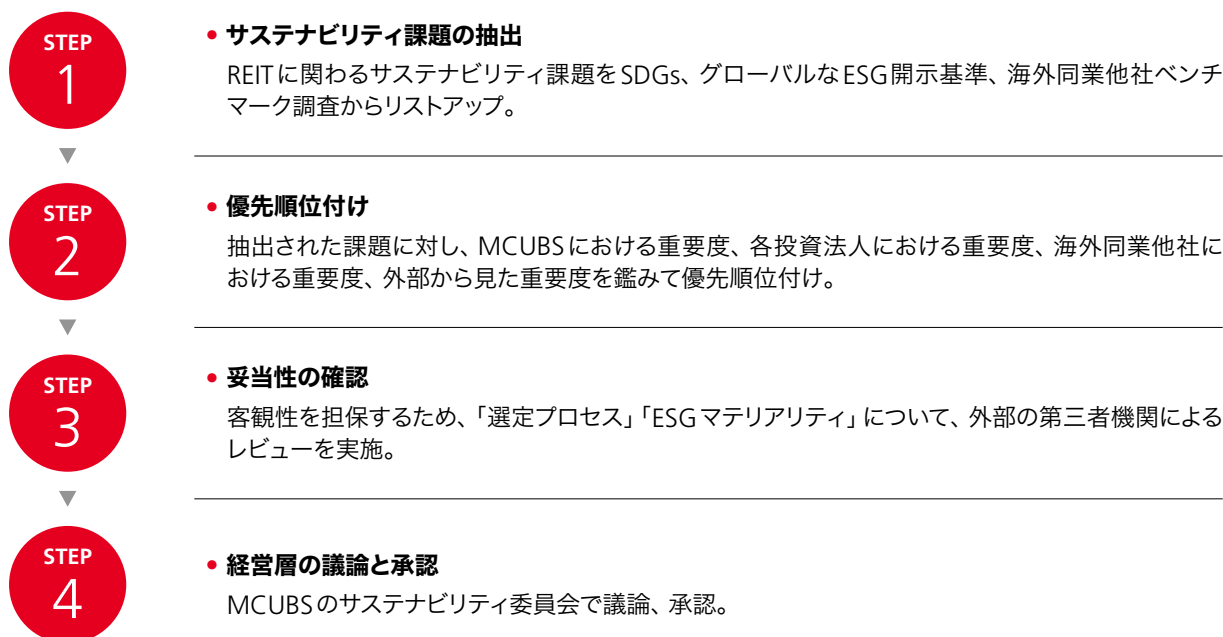 STEP
1
• サステナビリティ課題の抽出
REITに関わるサステナビリティ課題をSDGs、グローバルなESG開示基準、海外同業他社ベンチ
マーク調査からリストアップ。
▼
STEP
2
• 優先順位付け
抽出された課題に対し、MCUBSにおける重要度、各投資法人における重要度、海外同業他社に
おける重要度、外部から見た重要度を鑑みて優先順位付け。
▼
STEP
3
• 妥当性の確認
客観性を担保するため、「選定プロセス」「ESGマテリアリティ」について、外部の第三者機関による
レビューを実施。
▼
STEP
4
• 経営層の議論と承認
MCUBSのサステナビリティ委員会で議論、承認。